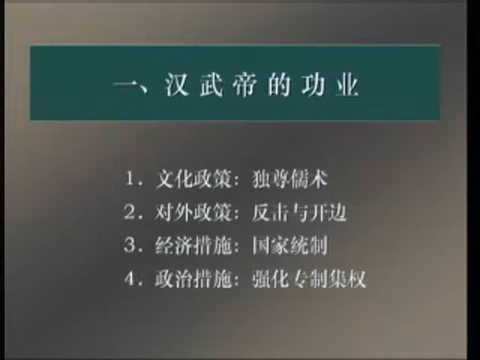 一、汉武帝的功业
1．文化政策：独尊儒术
2．对外政策：反击与开边
3．经济措施：国家统制
4．政治措施：强化专制集权